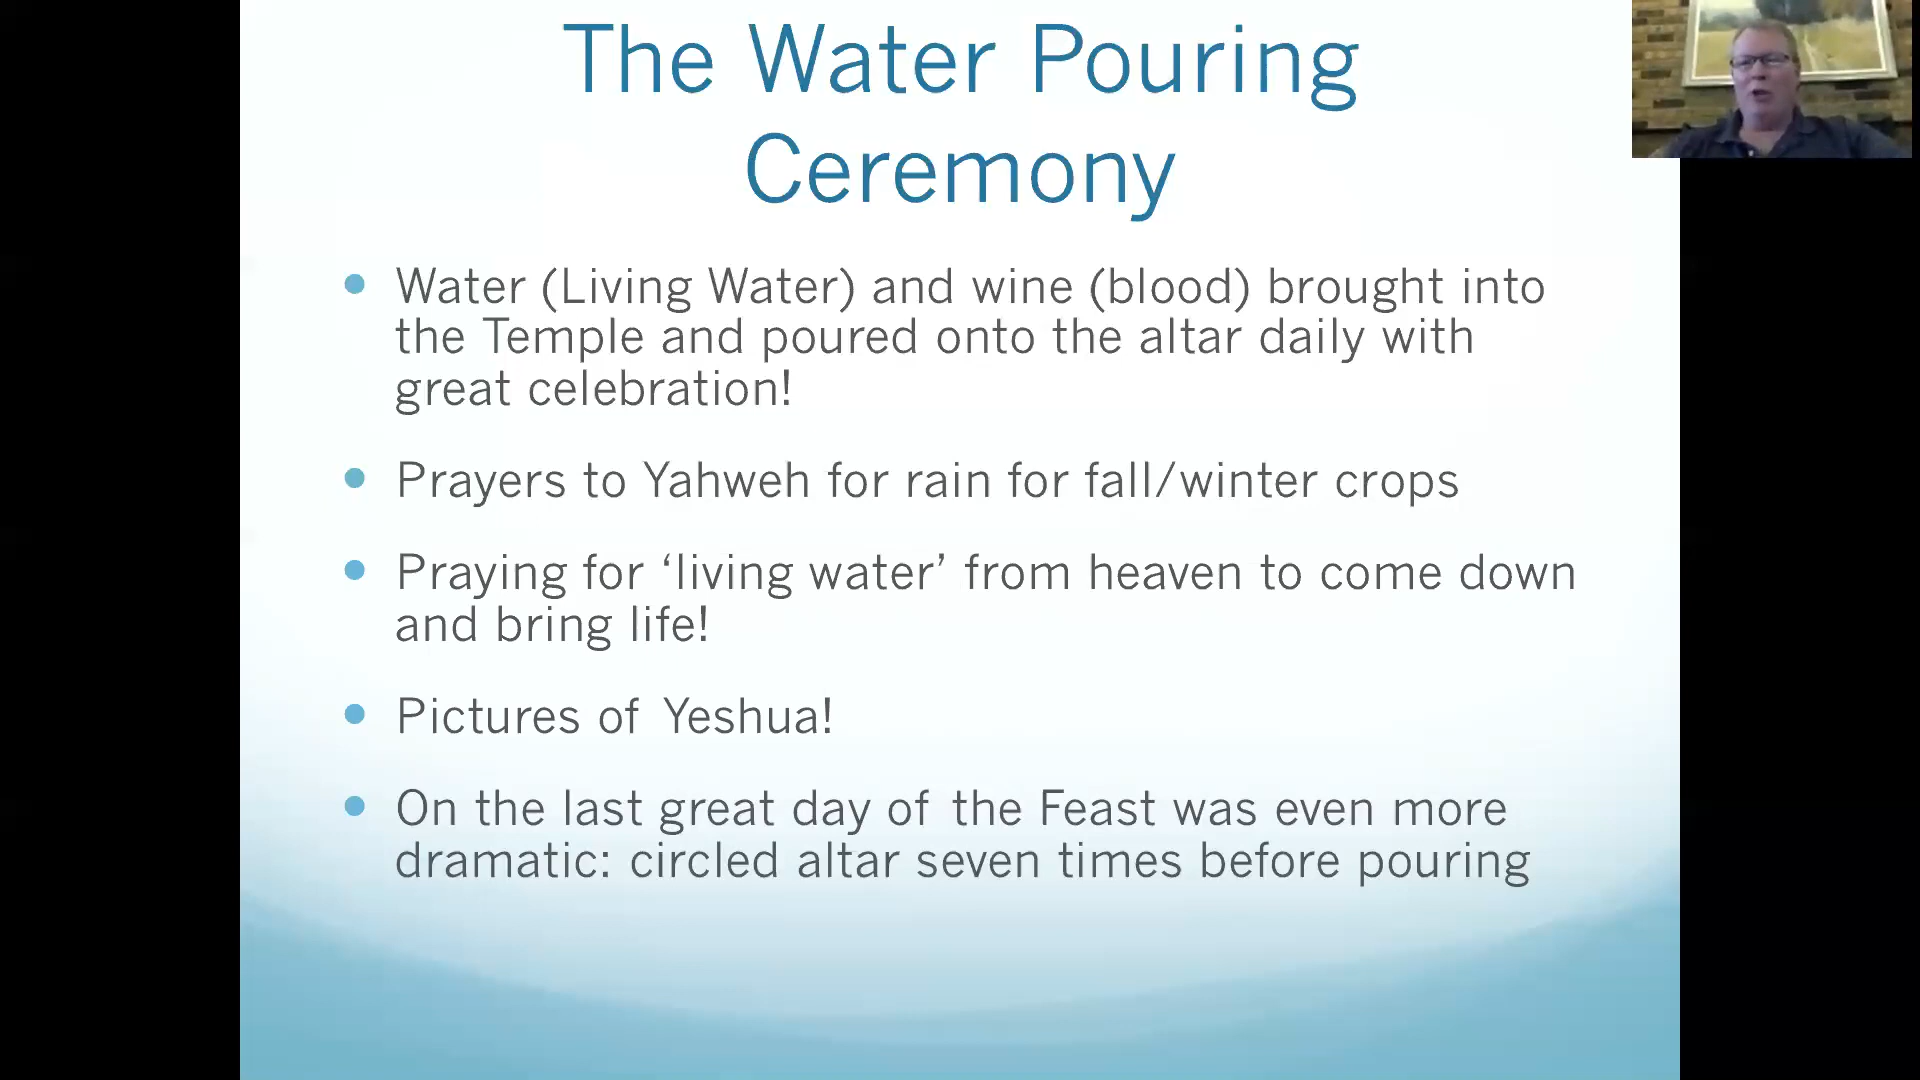 The Water Pouring
Ceremony
Water (Living Water) and wine (blood) brought into
the Temple and poured onto the altar daily with
great celebration!
Prayers to Yahweh for rain for fall/winter crops
Praying for ‘living water’ from heaven to come down
and bring life!
Pictures of Yeshua!
On the last great day of the Feast was even more
dramatic: circled altar seven times before pouring